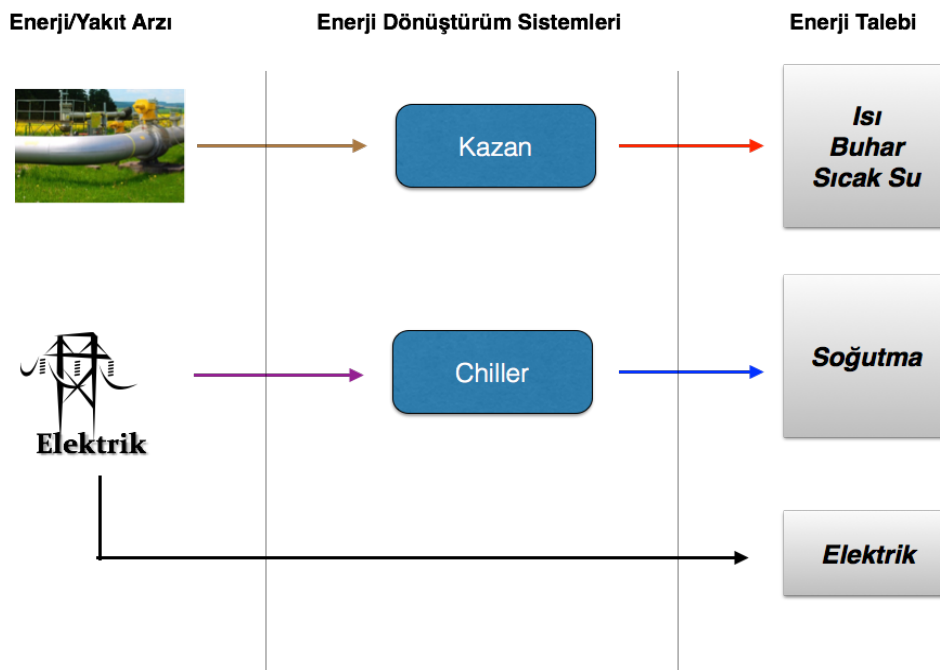 Enerji/Yakıt Arzı
Enerji Dönüştürüm Sistemleri
Enerji Talebi
Kazan
Isı
Buhar
Sıcak Su
Chiller
Soğutma
Elektrik
Elektrik